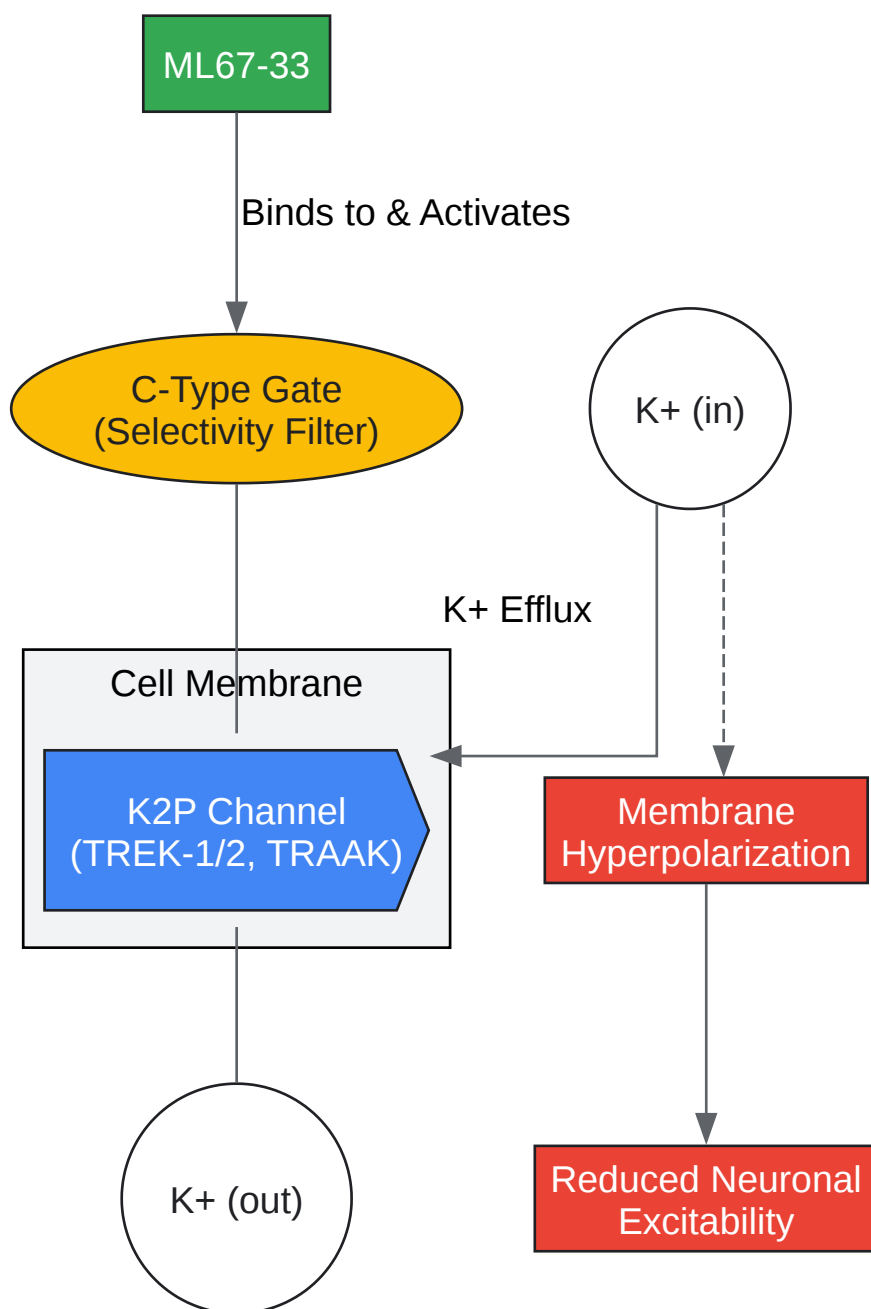 ML67-33
Binds to & Activates
C-Type Gate
(Selectivity Filter)
K+ (in)
K+ Efflux
Cell Membrane
K2P Channel
(TREK-1/2, TRAAK)
Membrane
Hyperpolarization
Reduced Neuronal
Excitability
K+ (out)